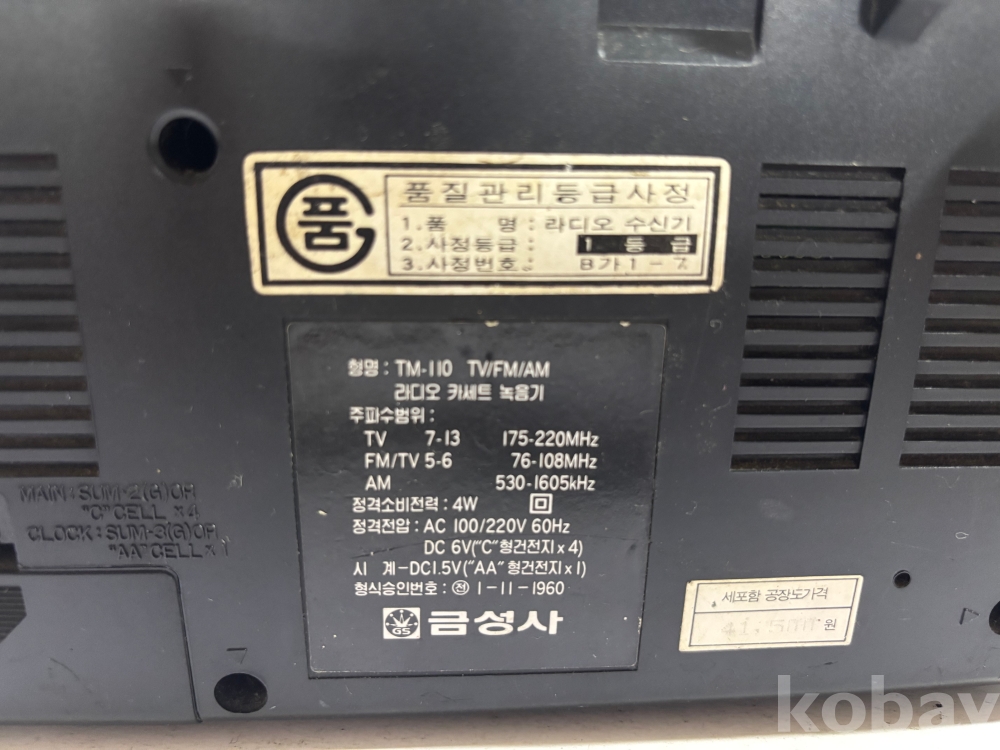 품
품질관리등급사정
1. 품 명 : 라디오 수신기
2. 사정등급 : 1 등급
3. 사정번호 : B가1-7
형명 : TM-110 TV/FM/AM
라디오 카세트 녹음기
주파수범위 :
TV 7-13 175-220MHz
FM/TV 5-6 76-108MHz
AM 530-1605kHz
정격소비전력 : 4W
정격전압 : AC 100/220V 60Hz
DC 6V("C"형건전지 x 4)
시 계-DC1.5V("AA"형건전지 x 1)
형식승인번호 : 전 1-11-1960
GS 금성사
MAIN : SUM-2(G)OR
"C" CELL x 4
CLOCK : SUM-3(G)OR
"AA" CELL x 1
세포함 공장도가격
원
kobay